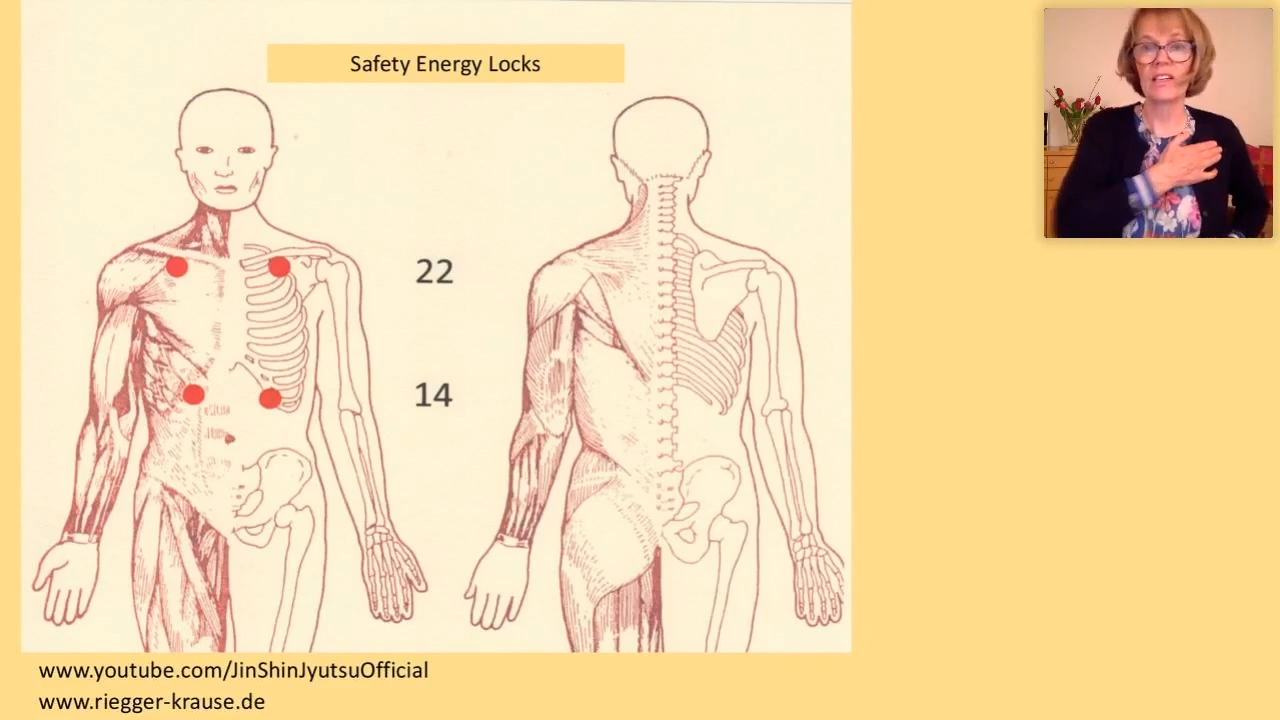 Safety Energy Locks
22
14
www.youtube.com/JinShinJyutsuOfficial
www.riegger-krause.de